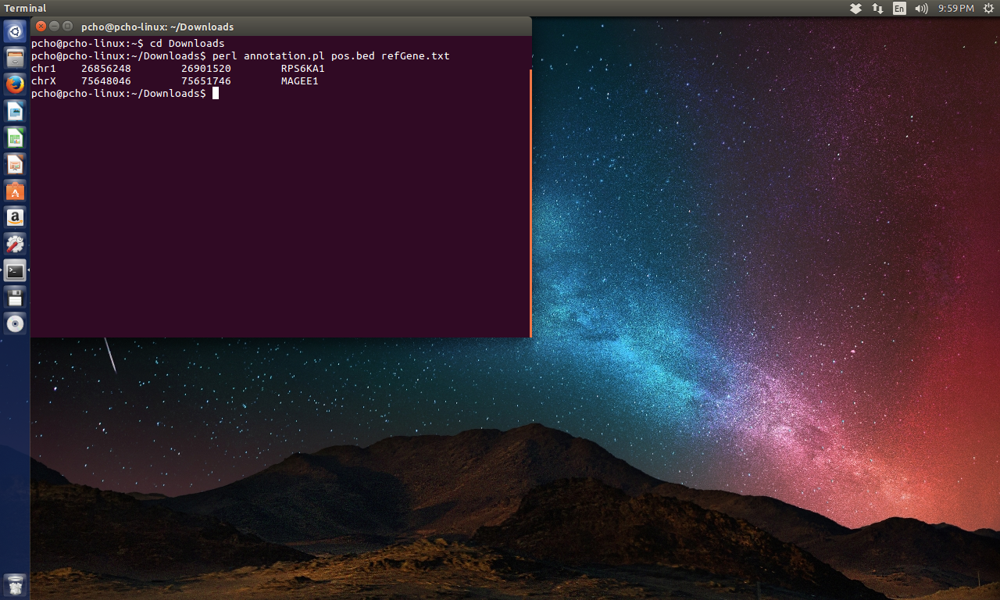 Terminal
En
9:59 PM
pcho@pcho-linux: ~/Downloads
pcho@pcho-linux:~$ cd Downloads
pcho@pcho-linux:~/Downloads$ perl annotation.pl pos.bed refGene.txt
chr1 26856248 26901520 RPS6KA1
chrX 75648046 75651746 MAGEE1
pcho@pcho-linux:~/Downloads$
A
a
>_